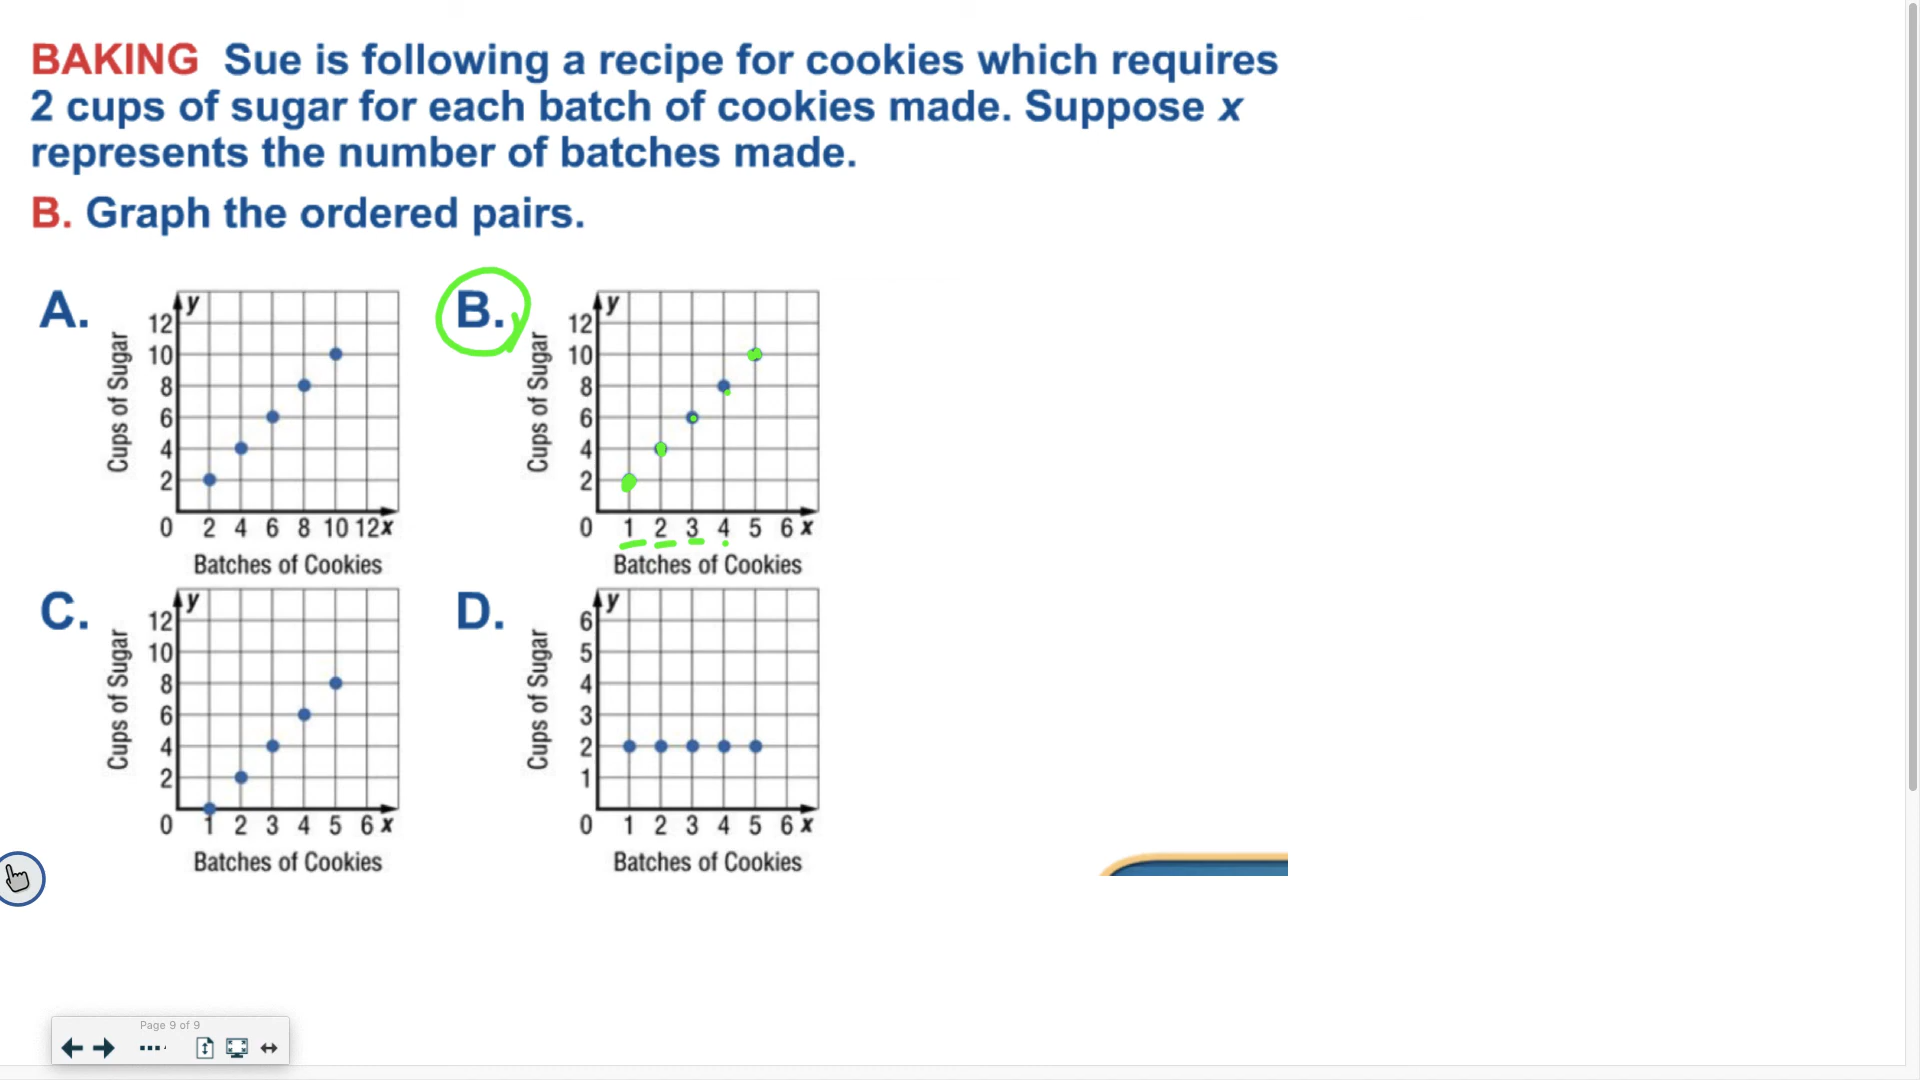 BAKING Sue is following a recipe for cookies which requires
2 cups of sugar for each batch of cookies made. Suppose x
represents the number of batches made.
B. Graph the ordered pairs.
A.
y
Cups of Sugar
12
10
8
6
4
2
0 2 4 6 8 10 12 x
Batches of Cookies
B.
y
Cups of Sugar
12
10
8
6
4
2
0 1 2 3 4 5 6 x
Batches of Cookies
C.
y
Cups of Sugar
12
10
8
6
4
2
0 1 2 3 4 5 6 x
Batches of Cookies
D.
y
Cups of Sugar
6
5
4
3
2
1
0 1 2 3 4 5 6 x
Batches of Cookies
Page 9 of 9